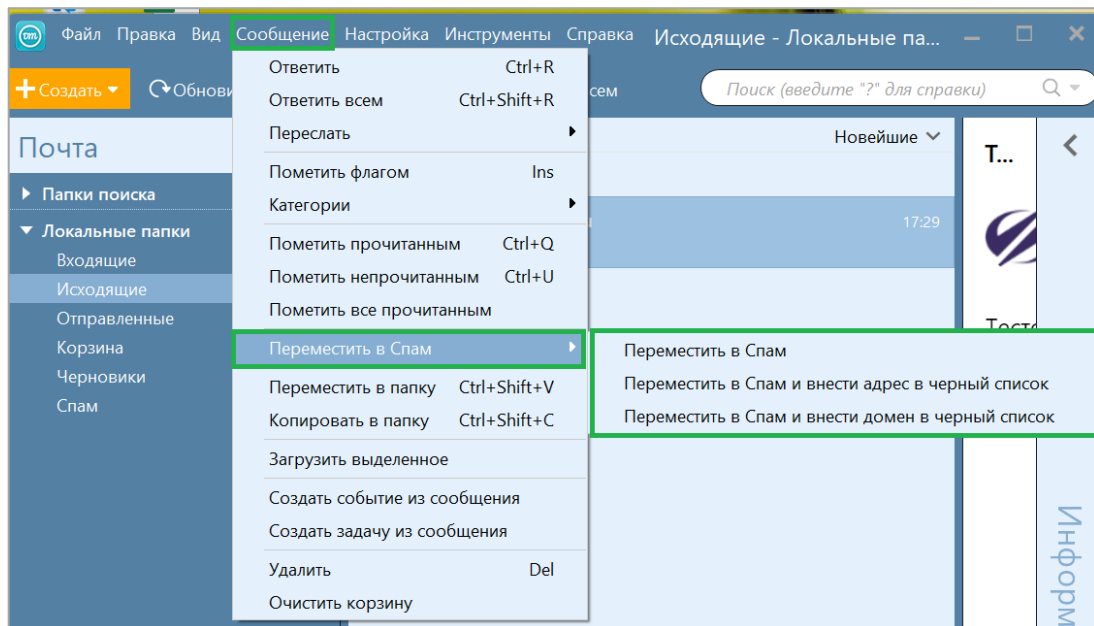 Файл Правка Вид Сообщение Настройка Инструменты Справка Исходящие - Локальные па...
Создать
Поиск (введите "?" для справки)
Почта
Папки поиска
Локальные папки
Входящие
Исходящие
Отправленные
Корзина
Черновики
Спам
Ответить Ctrl+R
Ответить всем Ctrl+Shift+R
Переслать
Пометить флагом Ins
Категории
Пометить прочитанным Ctrl+Q
Пометить непрочитанным Ctrl+U
Пометить все прочитанным
Переместить в Спам
Переместить в папку Ctrl+Shift+V
Копировать в папку Ctrl+Shift+C
Загрузить выделенное
Создать событие из сообщения
Создать задачу из сообщения
Удалить Del
Очистить корзину
Переместить в Спам
Переместить в Спам и внести адрес в черный список
Переместить в Спам и внести домен в черный список
Новейшие
17:29
Т...
Информ